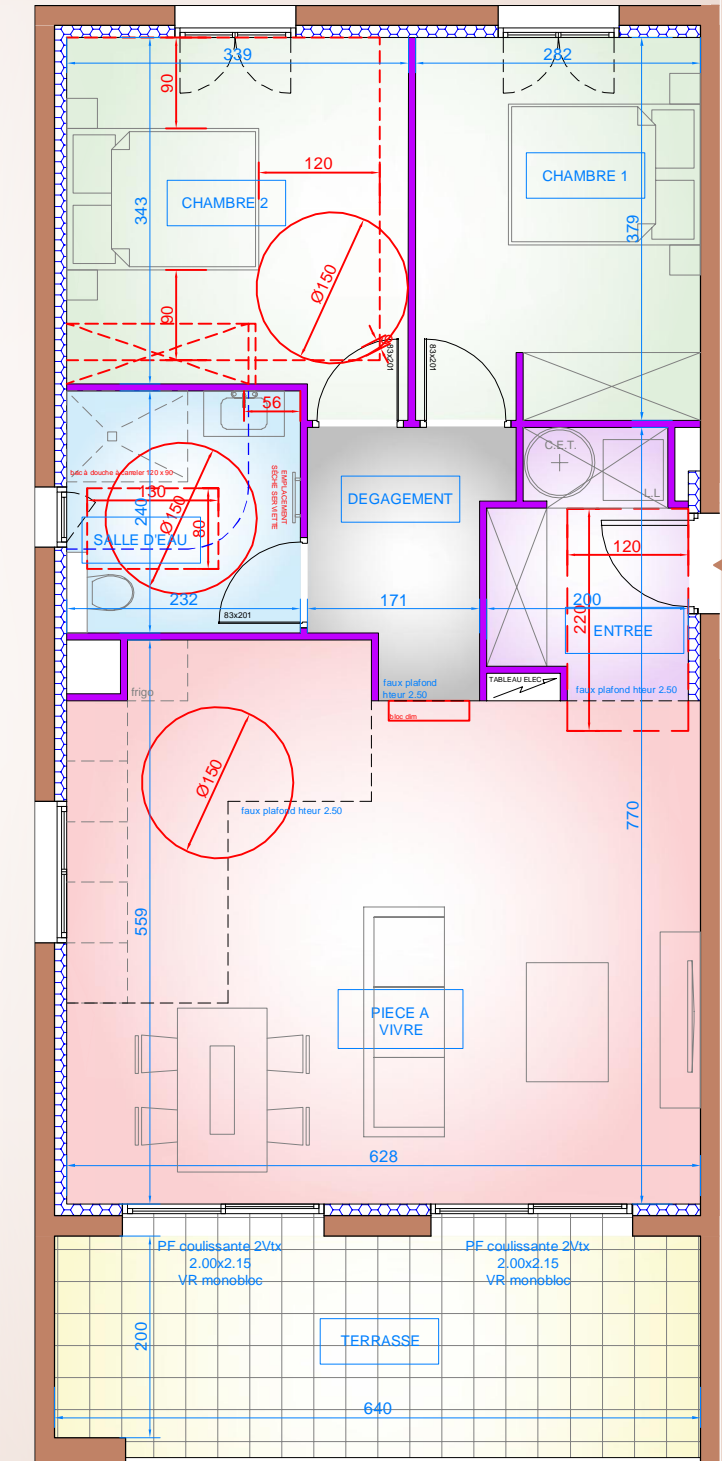 339
282
90
120
CHAMBRE 2
CHAMBRE 1
343
379
Ø150
90
83x201
83x201
56
C.E.T.
L.L
bac à douche à carreler 120 x 90
130
EMPLACEMENT
SÈCHE SERVIETTE
DEGAGEMENT
240
Ø150
80
SALLE D'EAU
120
232
171
200
83x201
220
ENTREE
TABLEAU ELEC
faux plafond
hteur 2.50
faux plafond hteur 2.50
frigo
bloc dim
Ø150
faux plafond hteur 2.50
770
559
PIECE A
VIVRE
628
PF coulissante 2Vtx
2.00x2.15
VR monobloc
PF coulissante 2Vtx
2.00x2.15
VR monobloc
200
TERRASSE
640